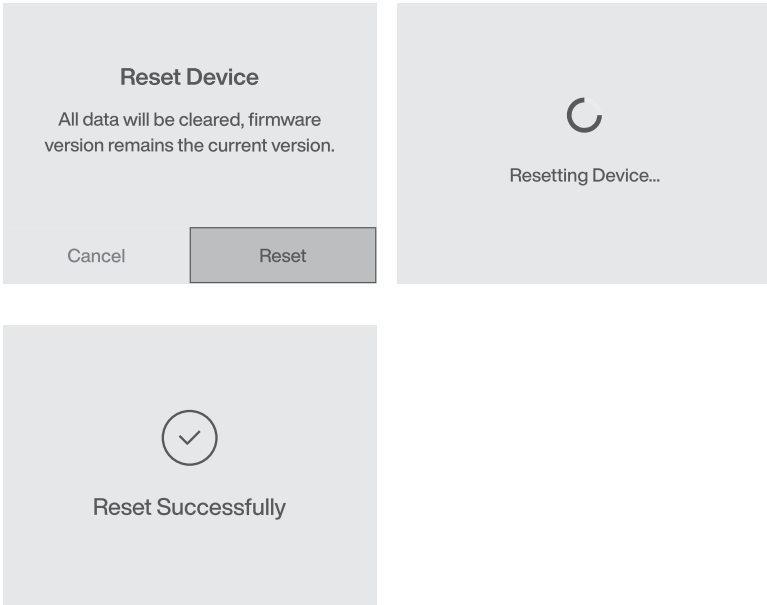 Reset Device
All data will be cleared, firmware
version remains the current version.
Cancel
Reset
Resetting Device...
Reset Successfully